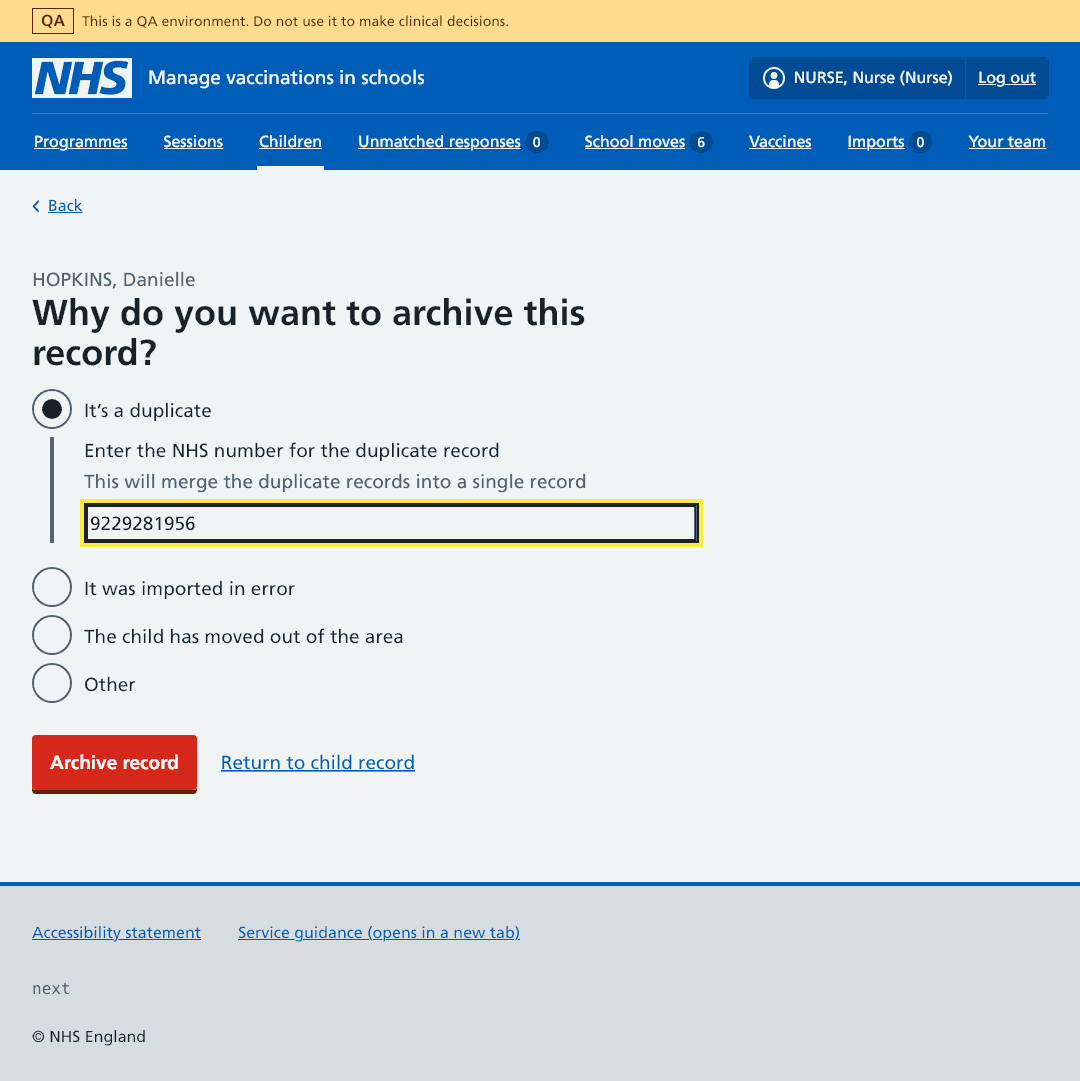 QA This is a QA environment. Do not use it to make clinical decisions.
NHS Manage vaccinations in schools NURSE, Nurse (Nurse) Log out
Programmes Sessions Children Unmatched responses 0 School moves 6 Vaccines Imports 0 Your team
Back
HOPKINS, Danielle
Why do you want to archive this
record?
It’s a duplicate
Enter the NHS number for the duplicate record
This will merge the duplicate records into a single record
9229281956
It was imported in error
The child has moved out of the area
Other
Archive record Return to child record
Accessibility statement Service guidance (opens in a new tab)
next
© NHS England